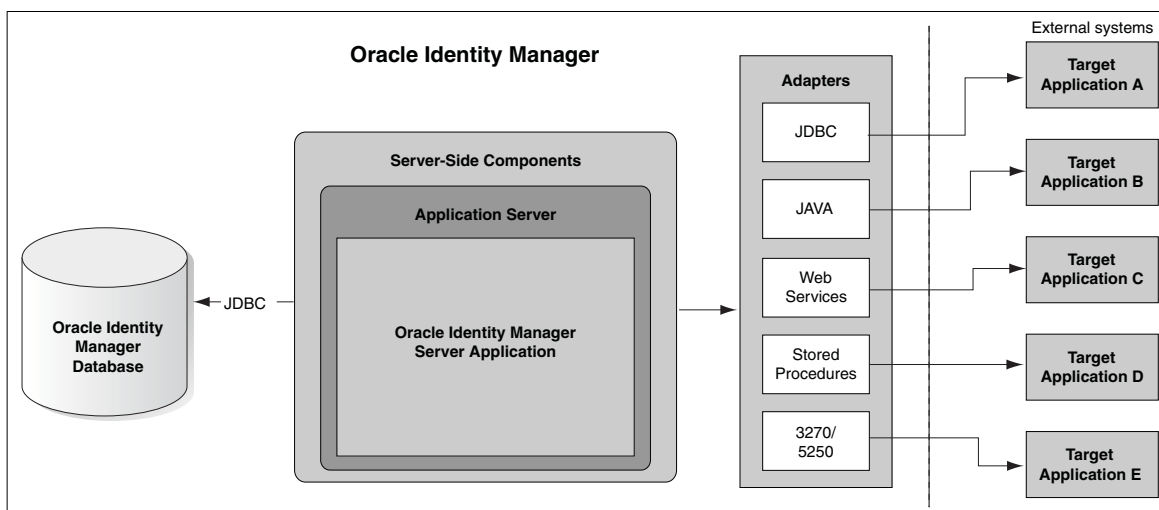 External systems
Oracle Identity Manager
Target
Application A
Adapters
JDBC
Server-Side Components
Target
Application B
Application Server
JAVA
Target
Application C
Web
Services
JDBC
Oracle Identity
Manager
Database
Oracle Identity Manager
Server Application
Stored
Procedures
Target
Application D
3270/
5250
Target
Application E